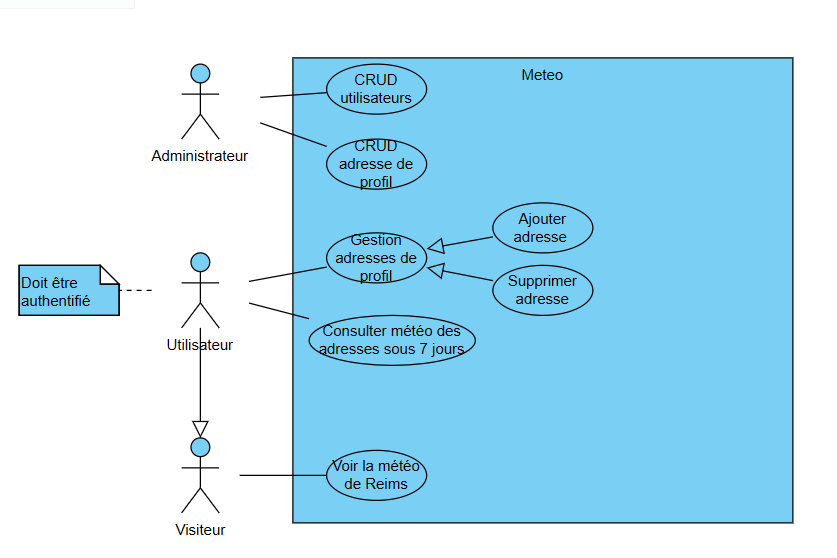 Meteo
CRUD
utilisateurs
Administrateur
CRUD
adresse de
profil
Ajouter
adresse
Gestion
adresses de
profil
Supprimer
adresse
Doit être
authentifié
Utilisateur
Consulter météo des
adresses sous 7 jours
Voir la météo
de Reims
Visiteur